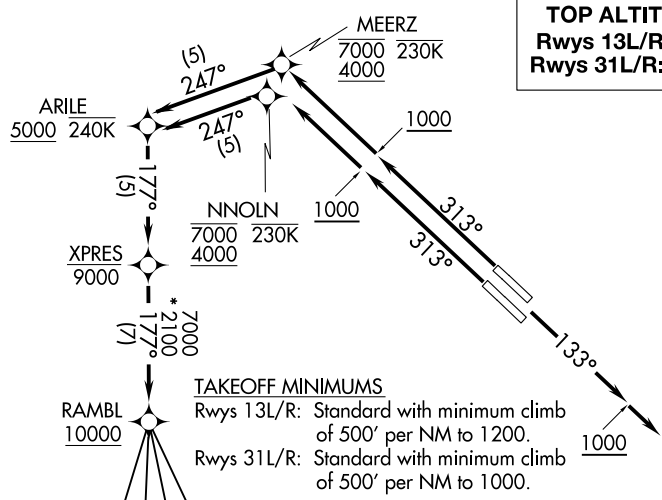 TOP ALTIT
Rwys 13L/R
Rwys 31L/R:
MEERZ
7000 230K
4000
(5)
247°
ARILE
5000 240K
247°
(5)
1000
177°
(5)
NNOLN
7000 230K
4000
1000
313°
313°
XPRES
9000
177°
(7)
7000
*2100
133°
RAMBL
10000
TAKEOFF MINIMUMS
Rwys 13L/R: Standard with minimum climb
of 500' per NM to 1200.
Rwys 31L/R: Standard with minimum climb
of 500' per NM to 1000.
1000